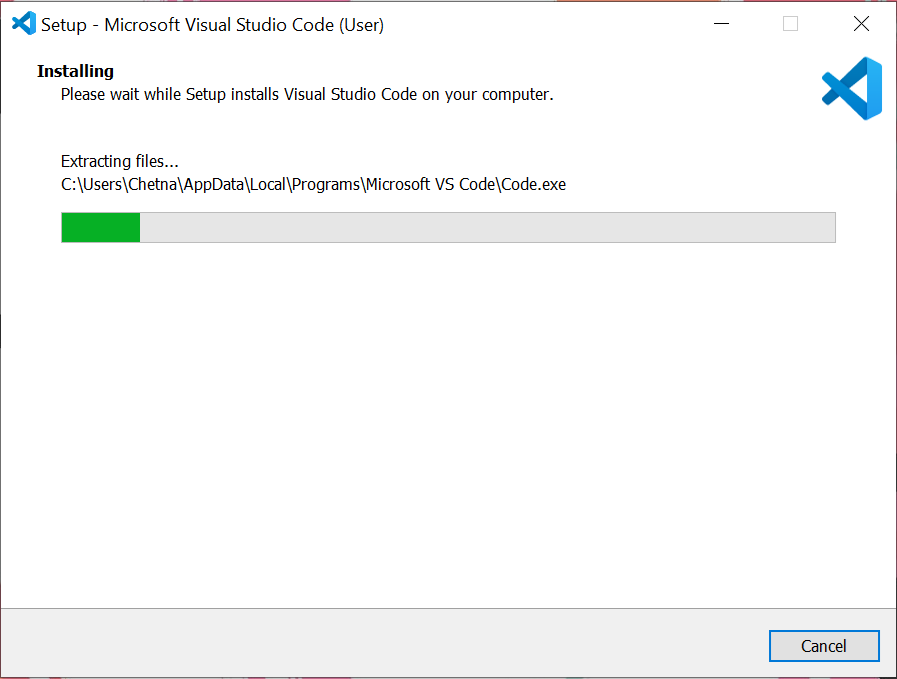 Setup - Microsoft Visual Studio Code (User)
Installing
Please wait while Setup installs Visual Studio Code on your computer.
Extracting files...
C:\Users\Chetna\AppData\Local\Programs\Microsoft VS Code\Code.exe
Cancel